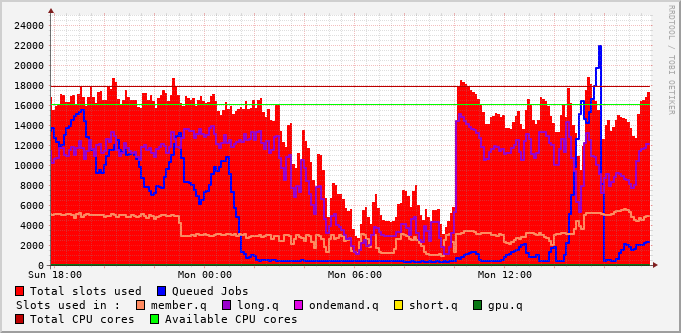 RRDTOOL / TOBI OETIKER
24000
22000
20000
18000
16000
14000
12000
10000
8000
6000
4000
2000
0
Sun 18:00 Mon 00:00 Mon 06:00 Mon 12:00
Total slots used Queued Jobs
Slots used in : member.q long.q ondemand.q short.q gpu.q
Total CPU cores Available CPU cores